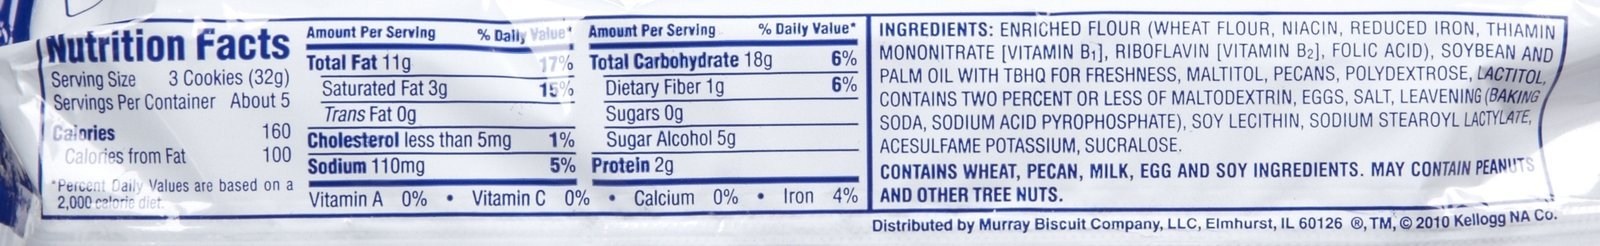 Nutrition Facts
Serving Size 3 Cookies (32g)
Servings Per Container About 5
Calories 160
Calories from Fat 100
*Percent Daily Values are based on a
2,000 calorie diet.
Amount Per Serving % Daily Value*
Total Fat 11g 17%
Saturated Fat 3g 15%
Trans Fat 0g
Cholesterol less than 5mg 1%
Sodium 110mg 5%
Amount Per Serving % Daily Value*
Total Carbohydrate 18g 6%
Dietary Fiber 1g 6%
Sugars 0g
Sugar Alcohol 5g
Protein 2g
Vitamin A 0% • Vitamin C 0% • Calcium 0% • Iron 4%
INGREDIENTS: ENRICHED FLOUR (WHEAT FLOUR, NIACIN, REDUCED IRON, THIAMIN
MONONITRATE [VITAMIN B1], RIBOFLAVIN [VITAMIN B2], FOLIC ACID), SOYBEAN AND
PALM OIL WITH TBHQ FOR FRESHNESS, MALTITOL, PECANS, POLYDEXTROSE, LACTITOL,
CONTAINS TWO PERCENT OR LESS OF MALTODEXTRIN, EGGS, SALT, LEAVENING (BAKING
SODA, SODIUM ACID PYROPHOSPHATE), SOY LECITHIN, SODIUM STEAROYL LACTYLATE,
ACESULFAME POTASSIUM, SUCRALOSE.
CONTAINS WHEAT, PECAN, MILK, EGG AND SOY INGREDIENTS. MAY CONTAIN PEANUTS
AND OTHER TREE NUTS.
Distributed by Murray Biscuit Company, LLC, Elmhurst, IL 60126 ®, TM, © 2010 Kellogg NA Co.